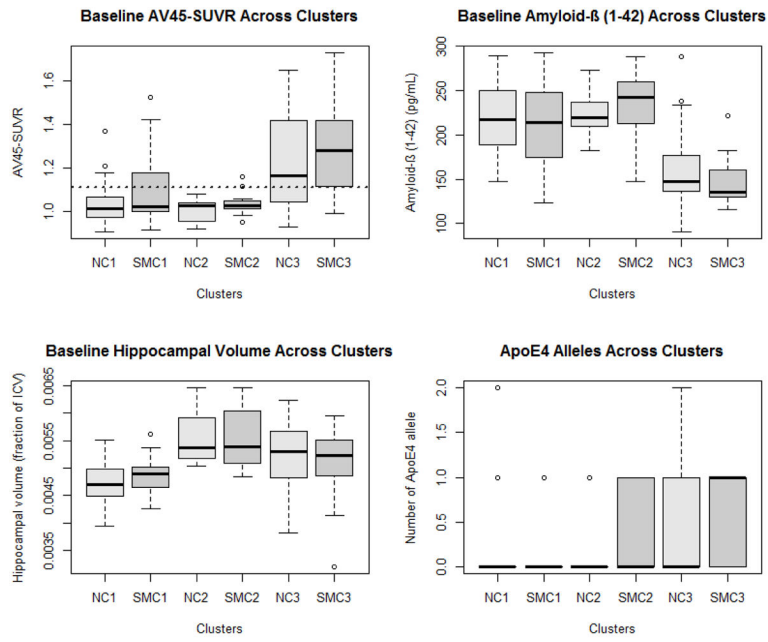 Baseline AV45-SUVR Across Clusters
AV45-SUVR
1.6
1.4
1.2
1.0
NC1 SMC1 NC2 SMC2 NC3 SMC3
Clusters
Baseline Amyloid-ß (1-42) Across Clusters
Amyloid-ß (1-42) (pg/mL)
300
250
200
150
100
NC1 SMC1 NC2 SMC2 NC3 SMC3
Clusters
Baseline Hippocampal Volume Across Clusters
Hippocampal volume (fraction of ICV)
0.0065
0.0055
0.0045
0.0035
NC1 SMC1 NC2 SMC2 NC3 SMC3
Clusters
ApoE4 Alleles Across Clusters
Number of ApoE4 allele
2.0
1.5
1.0
0.5
0.0
NC1 SMC1 NC2 SMC2 NC3 SMC3
Clusters